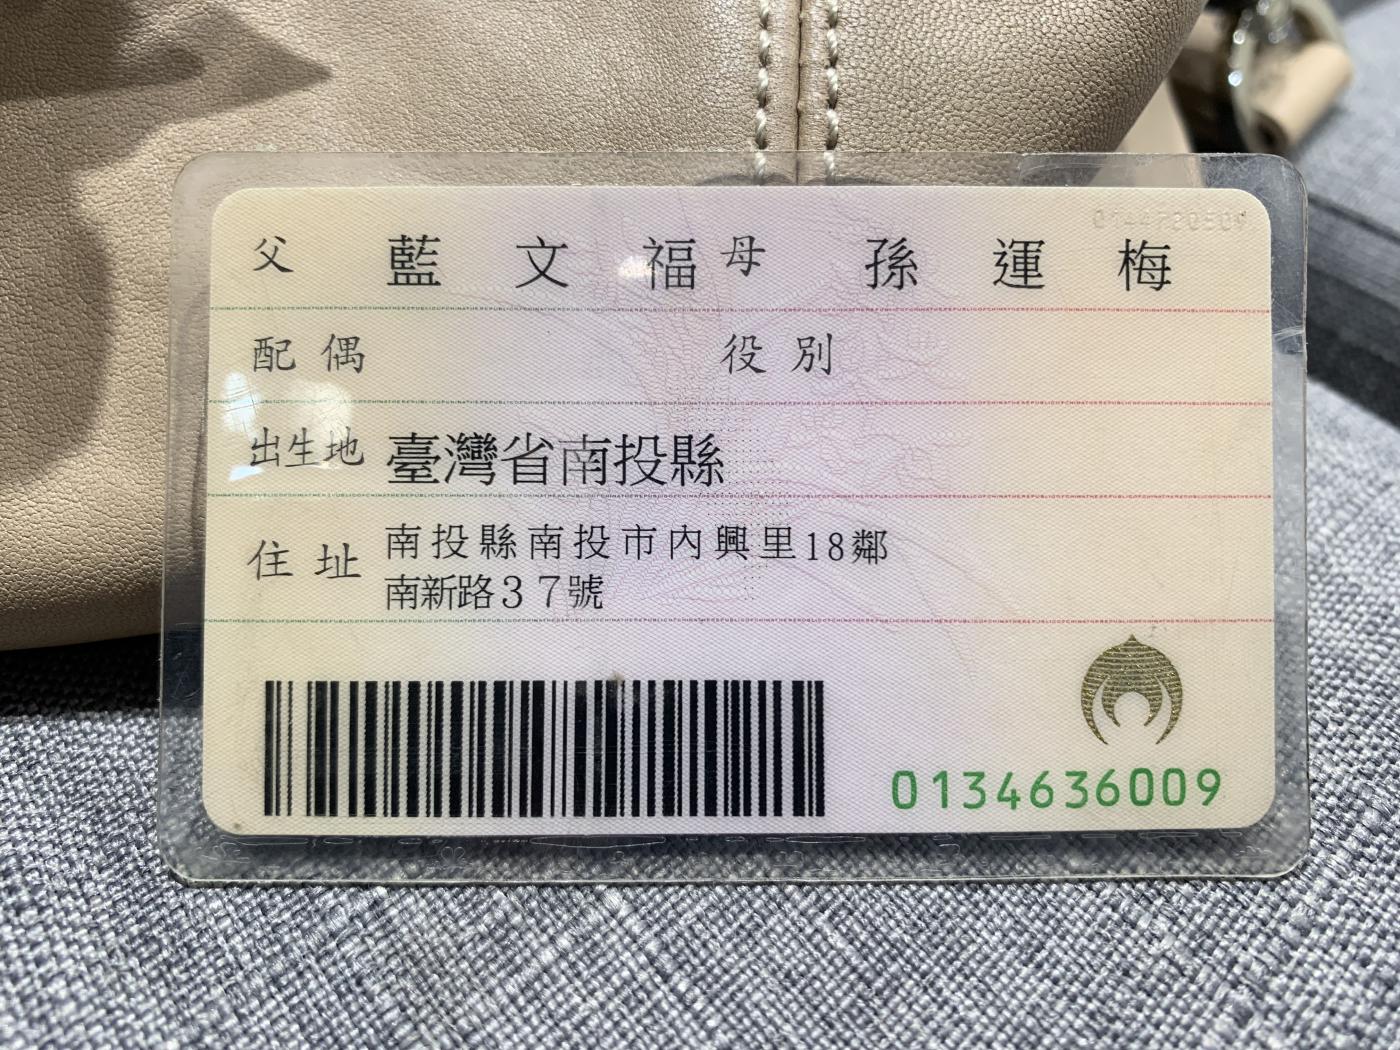 父 藍文福 母 孫運梅
配偶 役別
出生地 臺灣省南投縣
住址 南投縣南投市內興里18鄰
南新路37號
0134636009